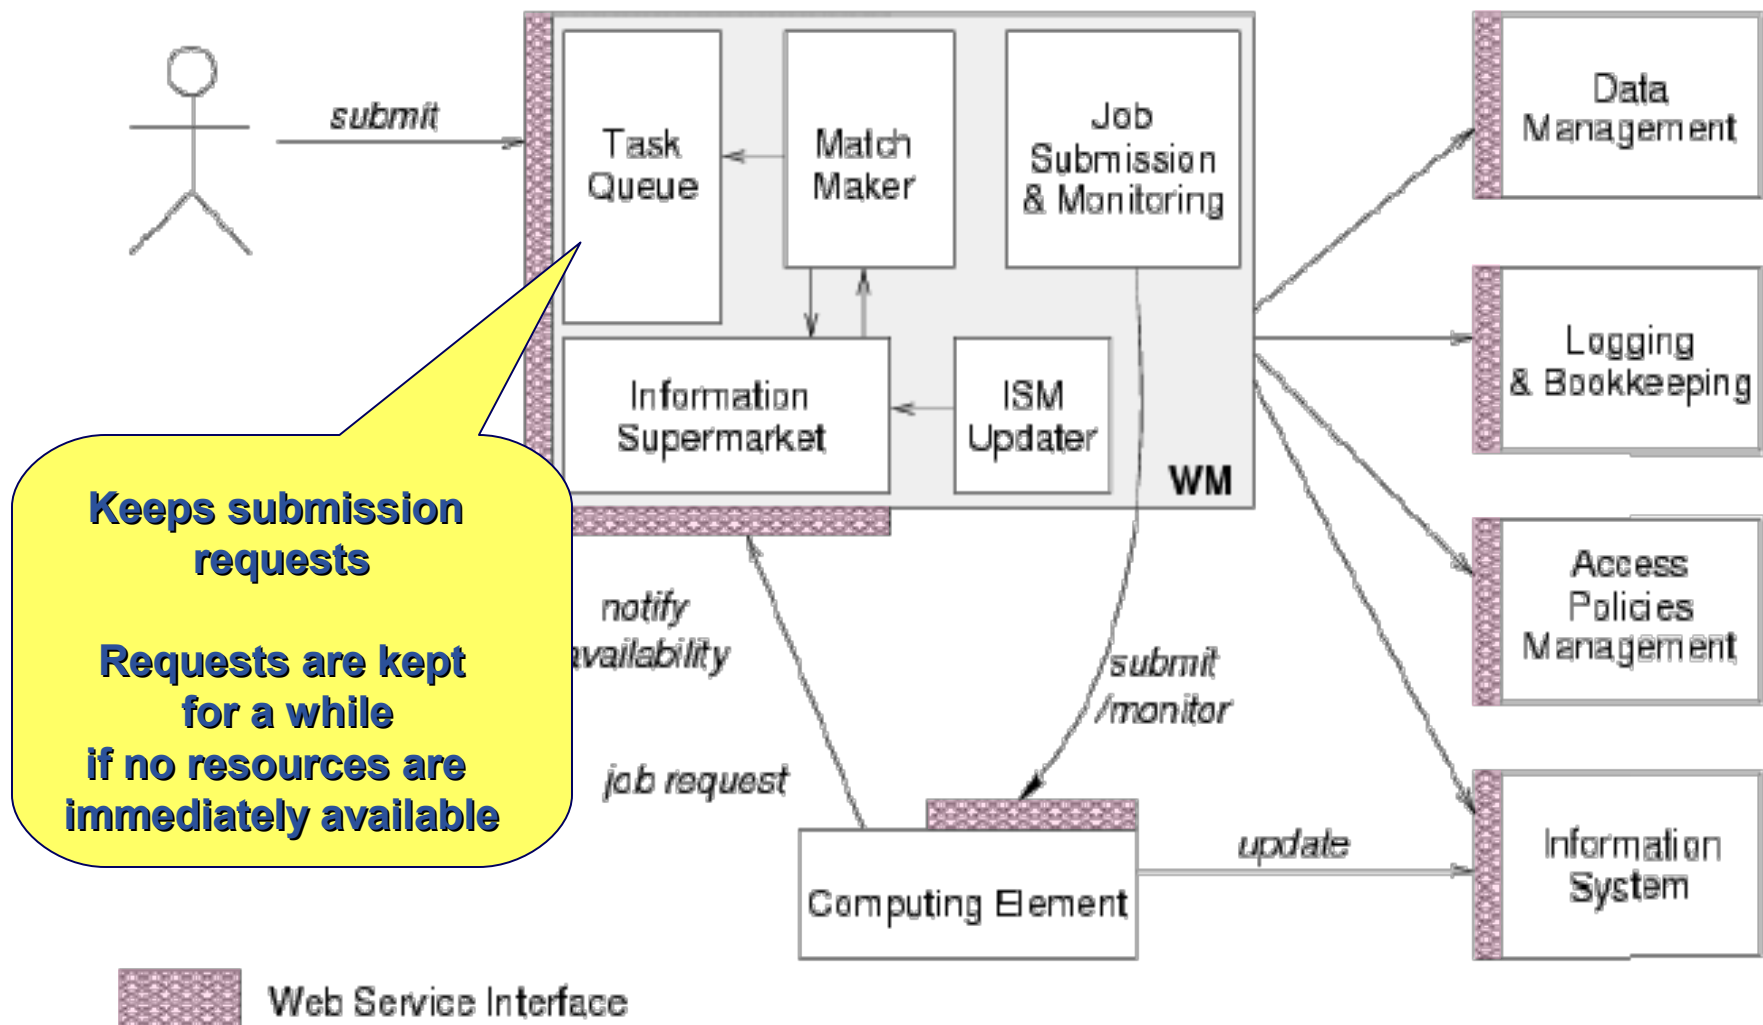 submit
Task
Queue
Match
Maker
Job
Submission
& Monitoring
Data
Management
Information
Supermarket
ISM
Updater
WM
Logging
& Bookkeeping
Keeps submission
requests
Requests are kept
for a while
if no resources are
immediately available
notify
availability
job request
submit
/monitor
Access
Policies
Management
Computing Element
update
Information
System
Web Service Interface